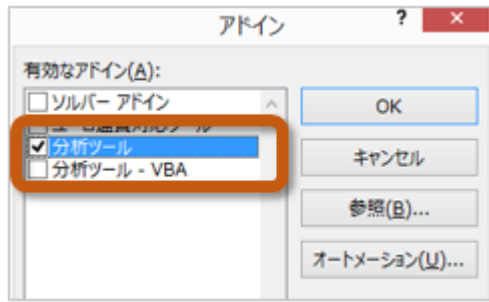 アドイン
? ×
有効なアドイン(A):
ソルバー アドイン
分析ツール
分析ツール - VBA
OK
キャンセル
参照(B)...
オートメーション(U)...